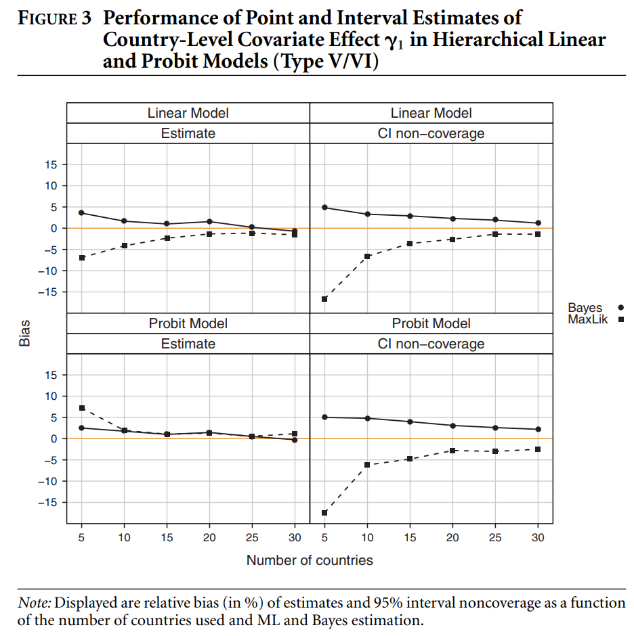 FIGURE 3 Performance of Point and Interval Estimates of
Country-Level Covariate Effect γ₁ in Hierarchical Linear
and Probit Models (Type V/VI)
Linear Model
Linear Model
Estimate
CI non−coverage
15
10
5
0
−5
−10
−15
Probit Model
Probit Model
Estimate
CI non−coverage
15
10
5
0
−5
−10
−15
Bias
5 10 15 20 25 30
5 10 15 20 25 30
Number of countries
Bayes
MaxLik
Note: Displayed are relative bias (in %) of estimates and 95% interval noncoverage as a function
of the number of countries used and ML and Bayes estimation.